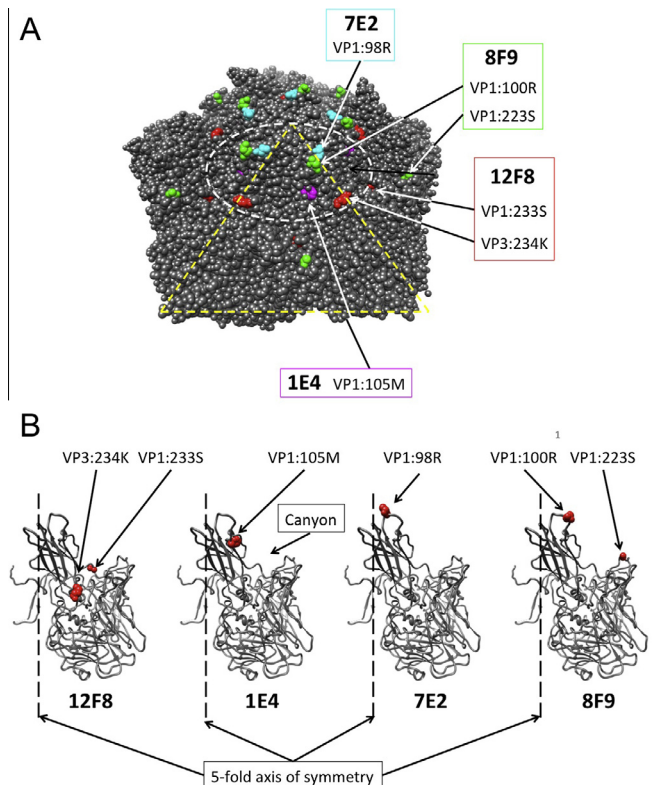 A
7E2
VP1:98R
8F9
VP1:100R
VP1:223S
12F8
VP1:233S
VP3:234K
1E4 VP1:105M
B
1
VP3:234K VP1:233S VP1:105M VP1:98R VP1:100R VP1:223S
Canyon
12F8 1E4 7E2 8F9
5-fold axis of symmetry